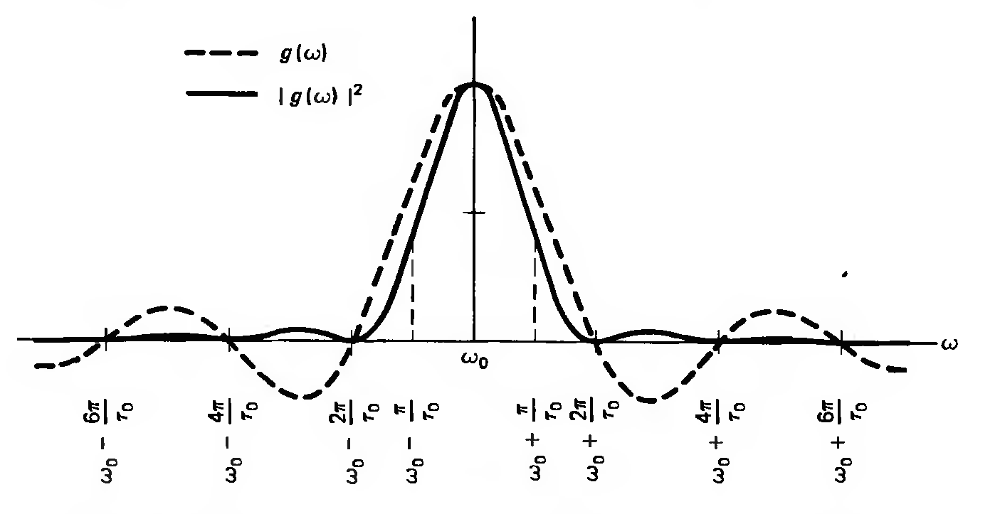 g(ω)
|g(ω)|²
ω
ω₀
ω₀ − 6π/τ₀
ω₀ − 4π/τ₀
ω₀ − 2π/τ₀
ω₀ − π/τ₀
ω₀ + π/τ₀
ω₀ + 2π/τ₀
ω₀ + 4π/τ₀
ω₀ + 6π/τ₀